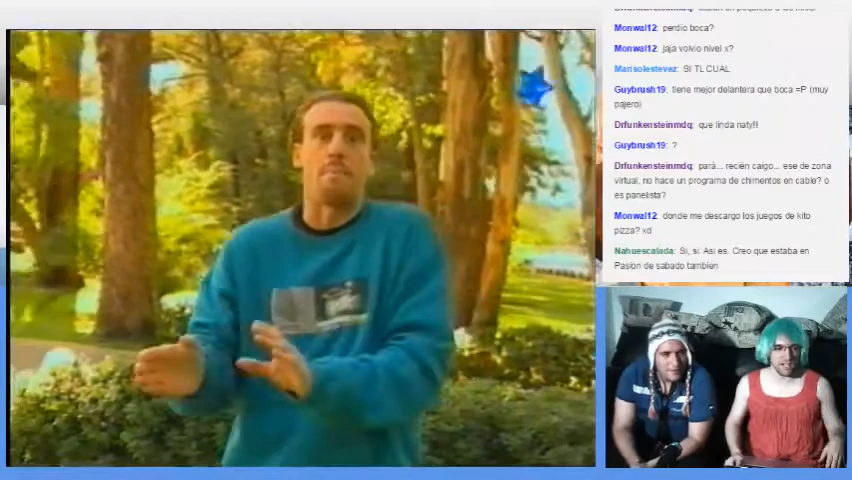 Monwal12: perdio boca?
Monwal12: jaja volvio nivel x?
Marisolestevez: SI TL CUAL
Guybrush19: tiene mejor delantera que boca =P (muy
pajero)
Drfunkensteinmdq: que linda naty!!
Guybrush19: ?
Drfunkensteinmdq: pará... recién caigo... ese de zona
virtual, no hace un programa de chimentos en cable? o
es panelista?
Monwal12: donde me descargo los juegos de kito
pizza? xd
Nahuescalada: Si, si. Asi es. Creo que estaba en
Pasion de sabado tambien